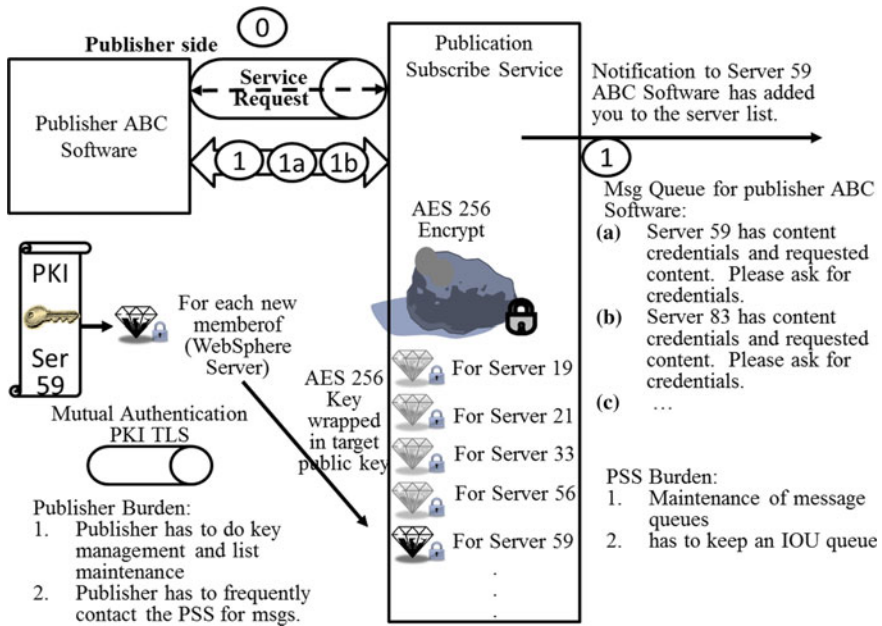 0
Publisher side
Service
Request
Publisher ABC
Software
1
1a
1b
Publication
Subscribe Service
AES 256
Encrypt
Notification to Server 59
ABC Software has added
you to the server list.
1
Msg Queue for publisher ABC
Software:
(a) Server 59 has content
credentials and requested
content. Please ask for
credentials.
(b) Server 83 has content
credentials and requested
content. Please ask for
credentials.
(c) ...
PKI
Ser
59
For each new
memberof
(WebSphere
Server)
AES 256
Key
wrapped
in target
public key
For Server 19
For Server 21
For Server 33
For Server 56
For Server 59
.
.
.
Mutual Authentication
PKI TLS
Publisher Burden:
1. Publisher has to do key
management and list
maintenance
2. Publisher has to frequently
contact the PSS for msgs.
PSS Burden:
1. Maintenance of message
queues
2. has to keep an IOU queue